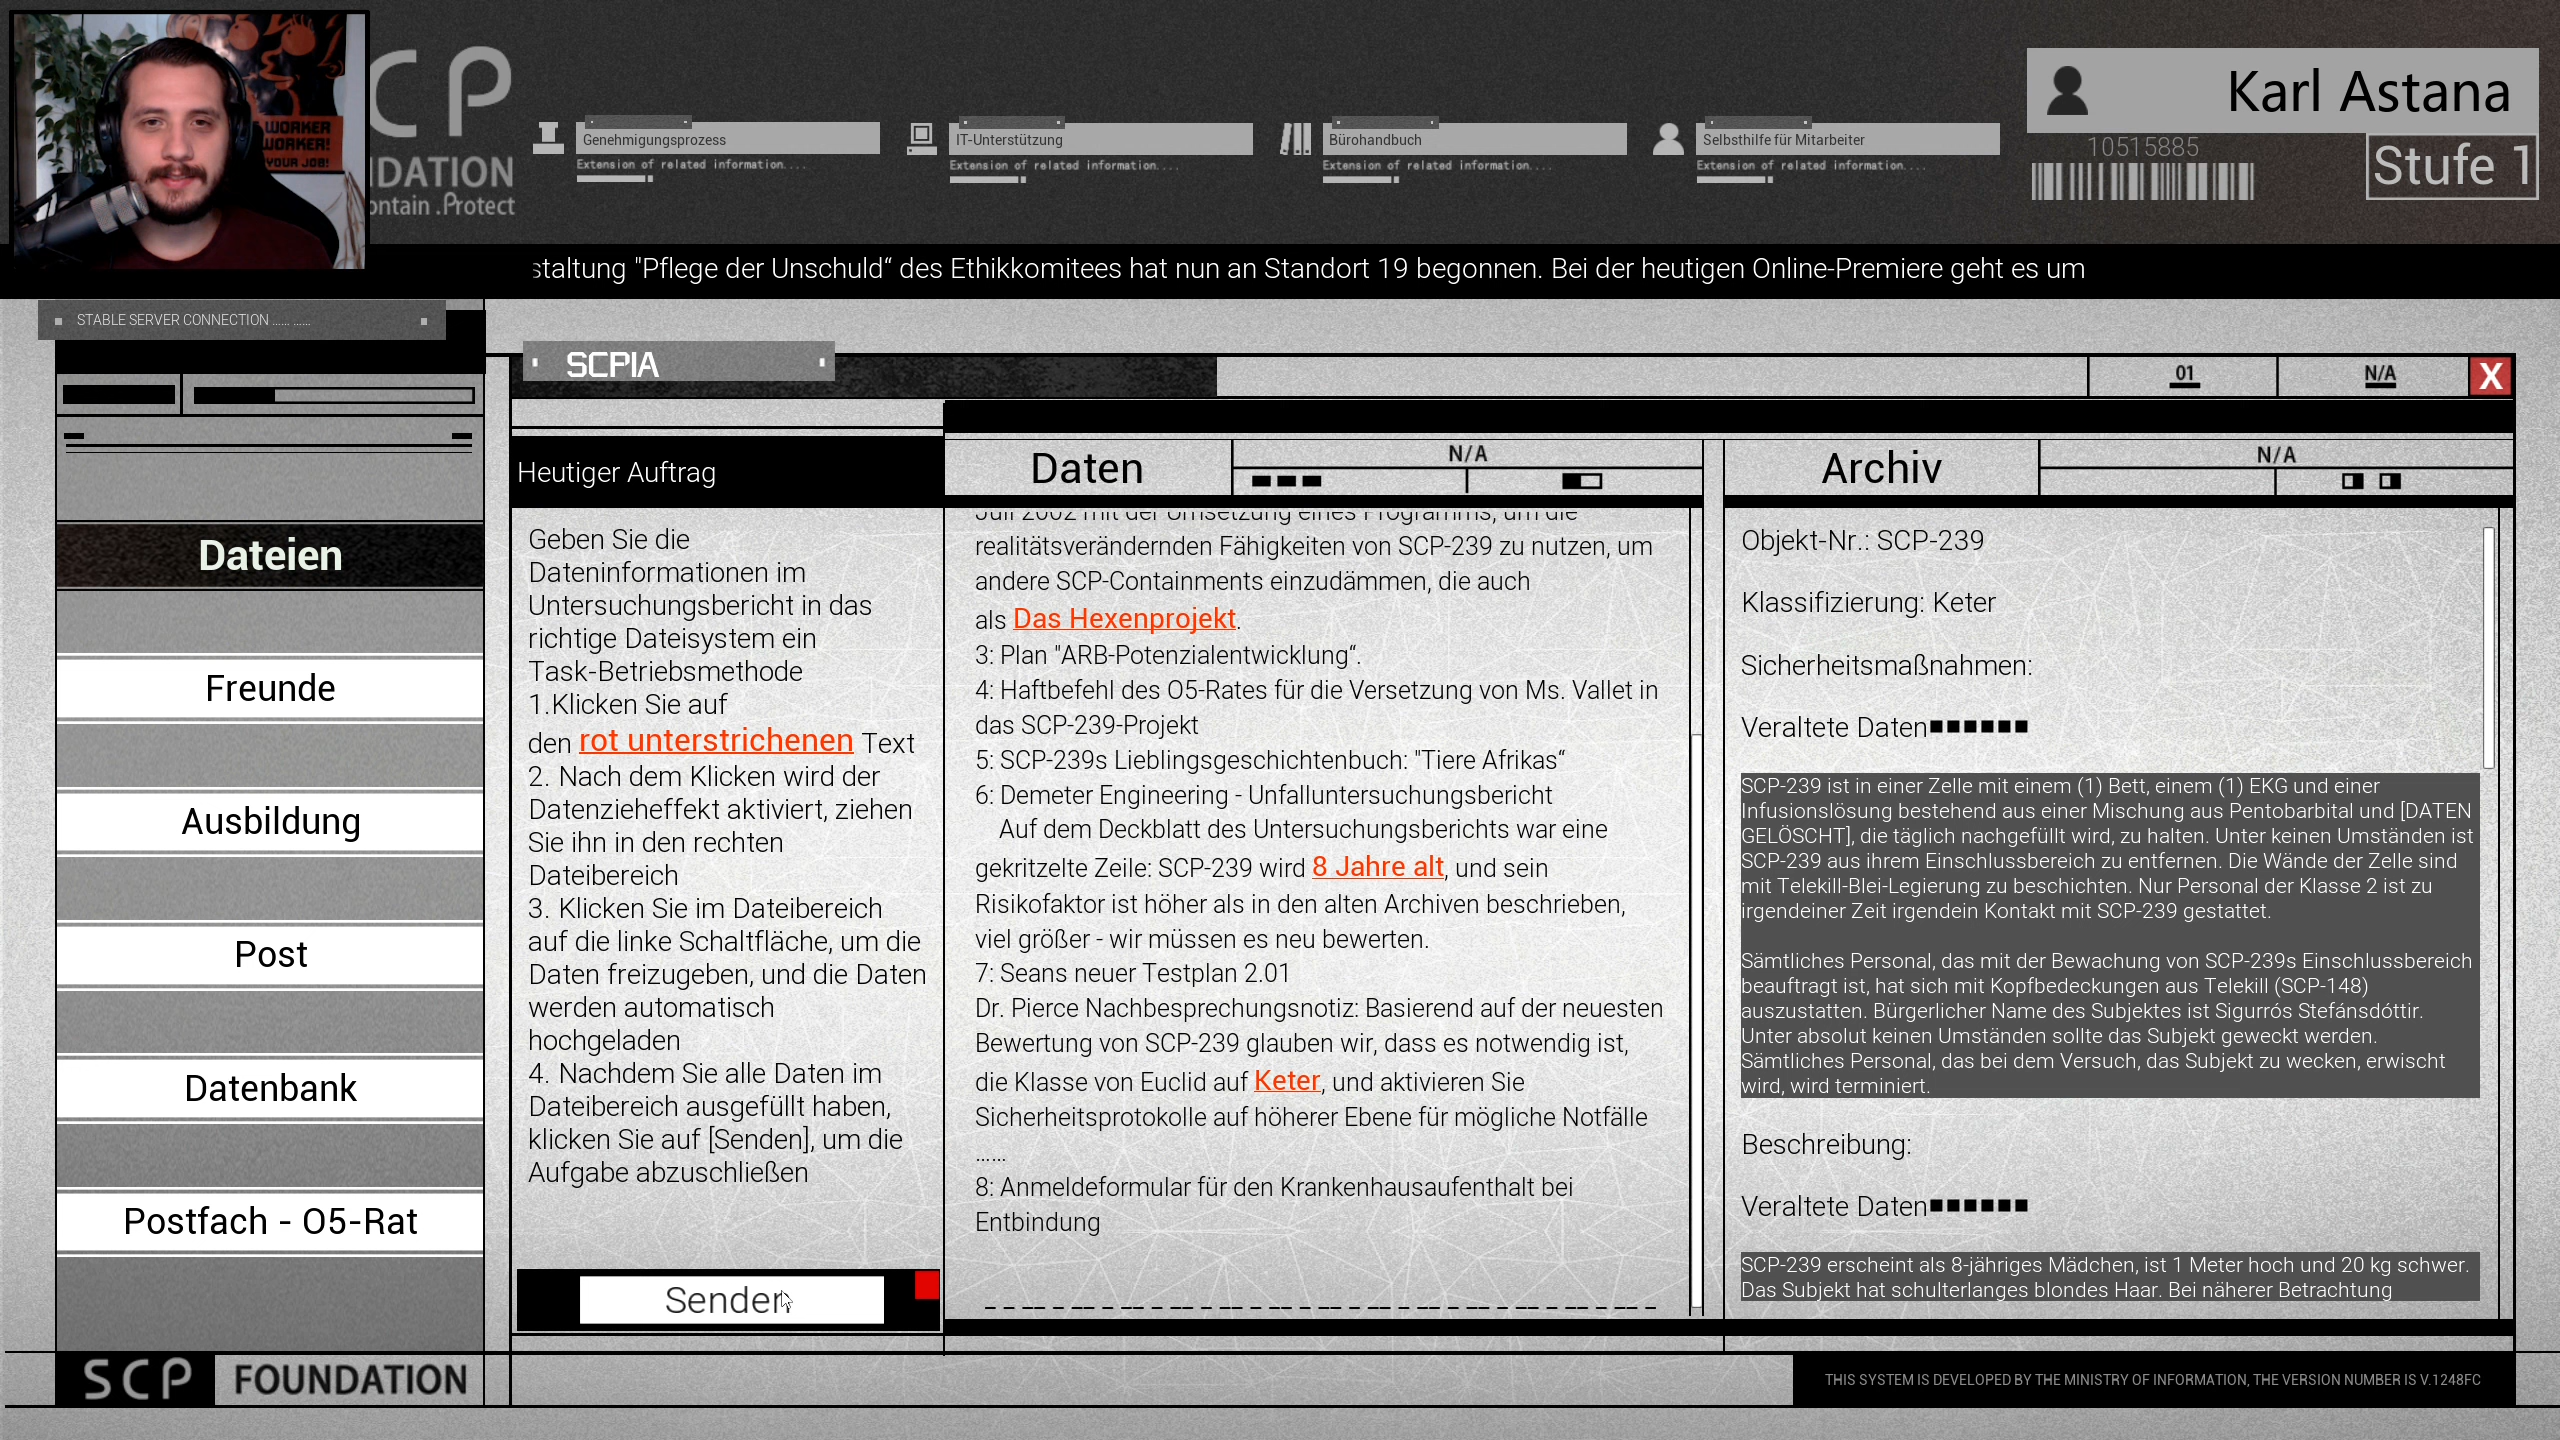 CP
NDATION
ontain .Protect
WORKER
WORKER!
YOUR JOB!
Genehmigungsprozess
Extension of related information....
IT-Unterstützung
Extension of related information....
Bürohandbuch
Extension of related information....
Selbsthilfe für Mitarbeiter
Extension of related information....
Karl Astana
10515885
Stufe 1
staltung "Pflege der Unschuld“ des Ethikkomitees hat nun an Standort 19 begonnen. Bei der heutigen Online-Premiere geht es um
STABLE SERVER CONNECTION ...... ......
SCPIA
01
N/A
X
Dateien
Freunde
Ausbildung
Post
Datenbank
Postfach - O5-Rat
Heutiger Auftrag
Geben Sie die
Dateninformationen im
Untersuchungsbericht in das
richtige Dateisystem ein
Task-Betriebsmethode
1.Klicken Sie auf
den rot unterstrichenen Text
2. Nach dem Klicken wird der
Datenzieheffekt aktiviert, ziehen
Sie ihn in den rechten
Dateibereich
3. Klicken Sie im Dateibereich
auf die linke Schaltfläche, um die
Daten freizugeben, und die Daten
werden automatisch
hochgeladen
4. Nachdem Sie alle Daten im
Dateibereich ausgefüllt haben,
klicken Sie auf [Senden], um die
Aufgabe abzuschließen
Senden
Daten
N/A
Juli 2002 mit der Umsetzung eines Programms, um die
realitätsverändernden Fähigkeiten von SCP-239 zu nutzen, um
andere SCP-Containments einzudämmen, die auch
als Das Hexenprojekt.
3: Plan "ARB-Potenzialentwicklung“.
4: Haftbefehl des O5-Rates für die Versetzung von Ms. Vallet in
das SCP-239-Projekt
5: SCP-239s Lieblingsgeschichtenbuch: "Tiere Afrikas“
6: Demeter Engineering - Unfalluntersuchungsbericht
Auf dem Deckblatt des Untersuchungsberichts war eine
gekritzelte Zeile: SCP-239 wird 8 Jahre alt, und sein
Risikofaktor ist höher als in den alten Archiven beschrieben,
viel größer - wir müssen es neu bewerten.
7: Seans neuer Testplan 2.01
Dr. Pierce Nachbesprechungsnotiz: Basierend auf der neuesten
Bewertung von SCP-239 glauben wir, dass es notwendig ist,
die Klasse von Euclid auf Keter, und aktivieren Sie
Sicherheitsprotokolle auf höherer Ebene für mögliche Notfälle
......
8: Anmeldeformular für den Krankenhausaufenthalt bei
Entbindung
Archiv
N/A
Objekt-Nr.: SCP-239
Klassifizierung: Keter
Sicherheitsmaßnahmen:
Veraltete Daten■■■■■■
SCP-239 ist in einer Zelle mit einem (1) Bett, einem (1) EKG und einer
Infusionslösung bestehend aus einer Mischung aus Pentobarbital und [DATEN
GELÖSCHT], die täglich nachgefüllt wird, zu halten. Unter keinen Umständen ist
SCP-239 aus ihrem Einschlussbereich zu entfernen. Die Wände der Zelle sind
mit Telekill-Blei-Legierung zu beschichten. Nur Personal der Klasse 2 ist zu
irgendeiner Zeit irgendein Kontakt mit SCP-239 gestattet.
Sämtliches Personal, das mit der Bewachung von SCP-239s Einschlussbereich
beauftragt ist, hat sich mit Kopfbedeckungen aus Telekill (SCP-148)
auszustatten. Bürgerlicher Name des Subjektes ist Sigurrós Stefánsdóttir.
Unter absolut keinen Umständen sollte das Subjekt geweckt werden.
Sämtliches Personal, das bei dem Versuch, das Subjekt zu wecken, erwischt
wird, wird terminiert.
Beschreibung:
Veraltete Daten■■■■■■
SCP-239 erscheint als 8-jähriges Mädchen, ist 1 Meter hoch und 20 kg schwer.
Das Subjekt hat schulterlanges blondes Haar. Bei näherer Betrachtung
SCP FOUNDATION
THIS SYSTEM IS DEVELOPED BY THE MINISTRY OF INFORMATION, THE VERSION NUMBER IS V.1248FC